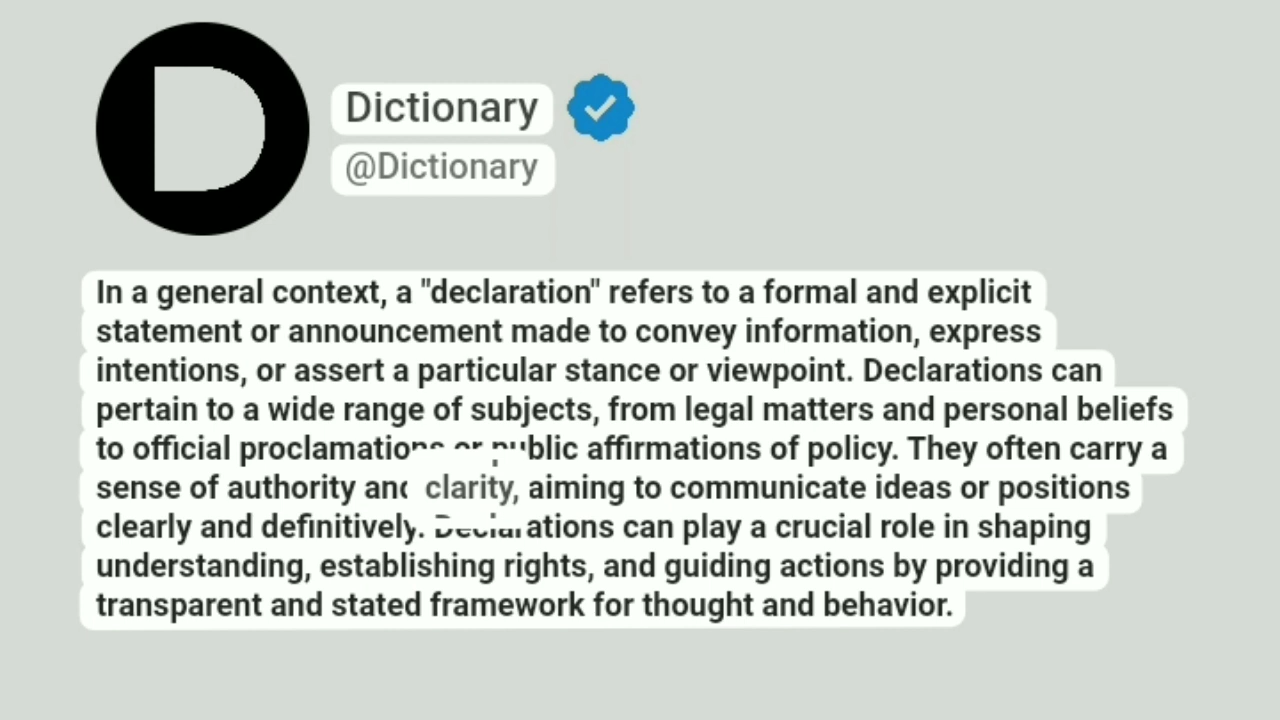 D
Dictionary
@Dictionary
In a general context, a "declaration" refers to a formal and explicit
statement or announcement made to convey information, express
intentions, or assert a particular stance or viewpoint. Declarations can
pertain to a wide range of subjects, from legal matters and personal beliefs
to official proclamations or public affirmations of policy. They often carry a
sense of authority and clarity, aiming to communicate ideas or positions
clearly and definitively. Declarations can play a crucial role in shaping
understanding, establishing rights, and guiding actions by providing a
transparent and stated framework for thought and behavior.